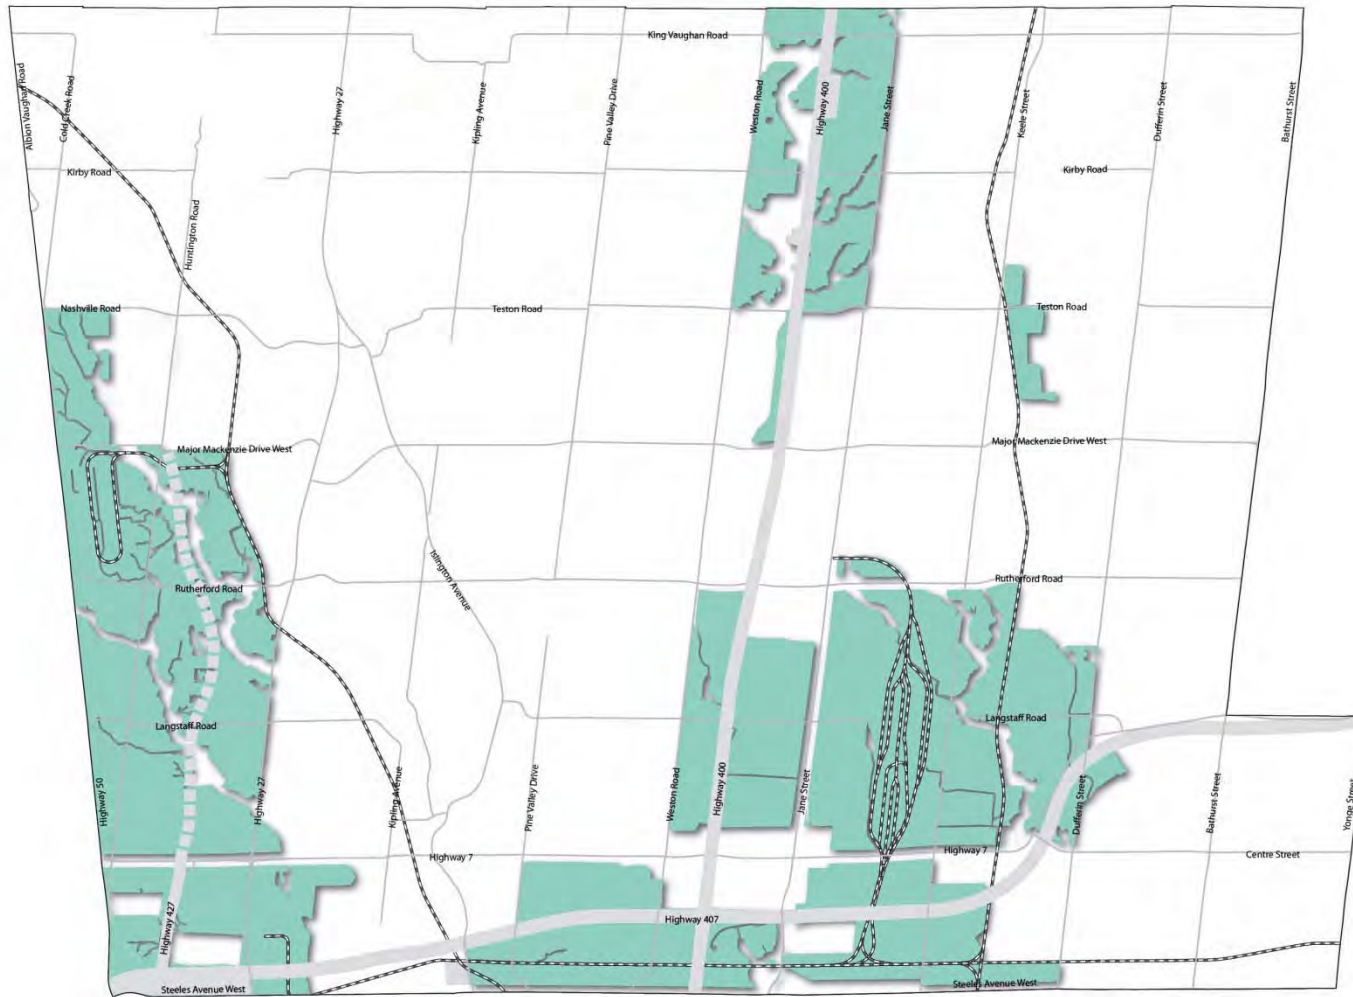 King Vaughan Road
Albion Vaughan Road
Cold Creek Road
Highway 27
Kipling Avenue
Pine Valley Drive
Weston Road
Highway 400
Jane Street
Keele Street
Dufferin Street
Bathurst Street
Kirby Road
Kirby Road
Huntington Road
Nashville Road
Teston Road
Teston Road
Major Mackenzie Drive West
Major Mackenzie Drive West
Islington Avenue
Rutherford Road
Rutherford Road
Langstaff Road
Langstaff Road
Highway 50
Highway 27
Kipling Avenue
Pine Valley Drive
Weston Road
Highway 400
Jane Street
Dufferin Street
Bathurst Street
Yonge Street
Highway 7
Highway 7
Centre Street
Highway 427
Highway 407
Steeles Avenue West
Steeles Avenue West